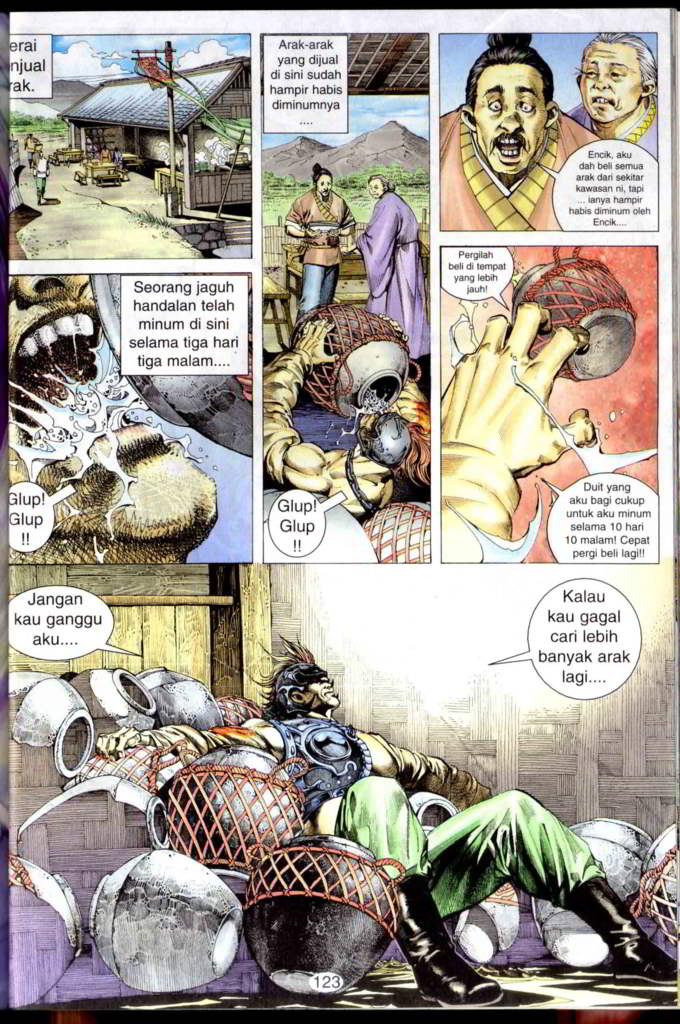 erai
njual
rak.
Arak-arak
yang dijual
di sini sudah
hampir habis
diminumnya
....
Encik, aku
dah beli semua
arak dari sekitar
kawasan ni, tapi
... ianya hampir
habis diminum oleh
Encik....
Seorang jaguh
handalan telah
minum di sini
selama tiga hari
tiga malam....
Glup!
Glup
!!
Glup!
Glup
!!
Pergilah
beli di tempat
yang lebih
jauh!
Duit yang
aku bagi cukup
untuk aku minum
selama 10 hari
10 malam! Cepat
pergi beli lagi!!
Jangan
kau ganggu
aku....
Kalau
kau gagal
cari lebih
banyak arak
lagi....
123